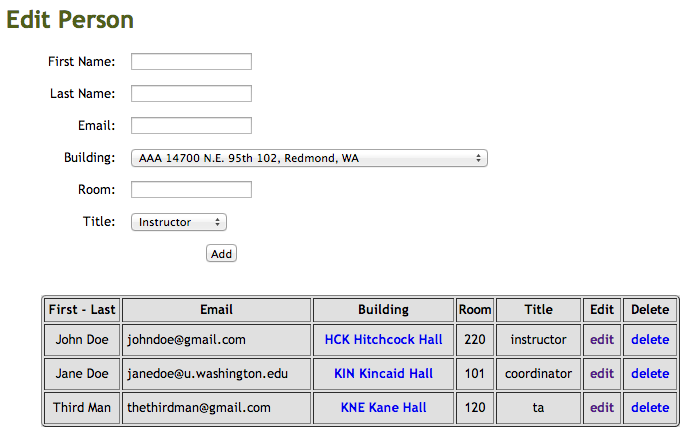 Edit Person
First Name:
Last Name:
Email:
Building: AAA 14700 N.E. 95th 102, Redmond, WA
Room:
Title: Instructor
Add
First - Last Email Building Room Title Edit Delete
John Doe johndoe@gmail.com HCK Hitchcock Hall 220 instructor edit delete
Jane Doe janedoe@u.washington.edu KIN Kincaid Hall 101 coordinator edit delete
Third Man thethirdman@gmail.com KNE Kane Hall 120 ta edit delete